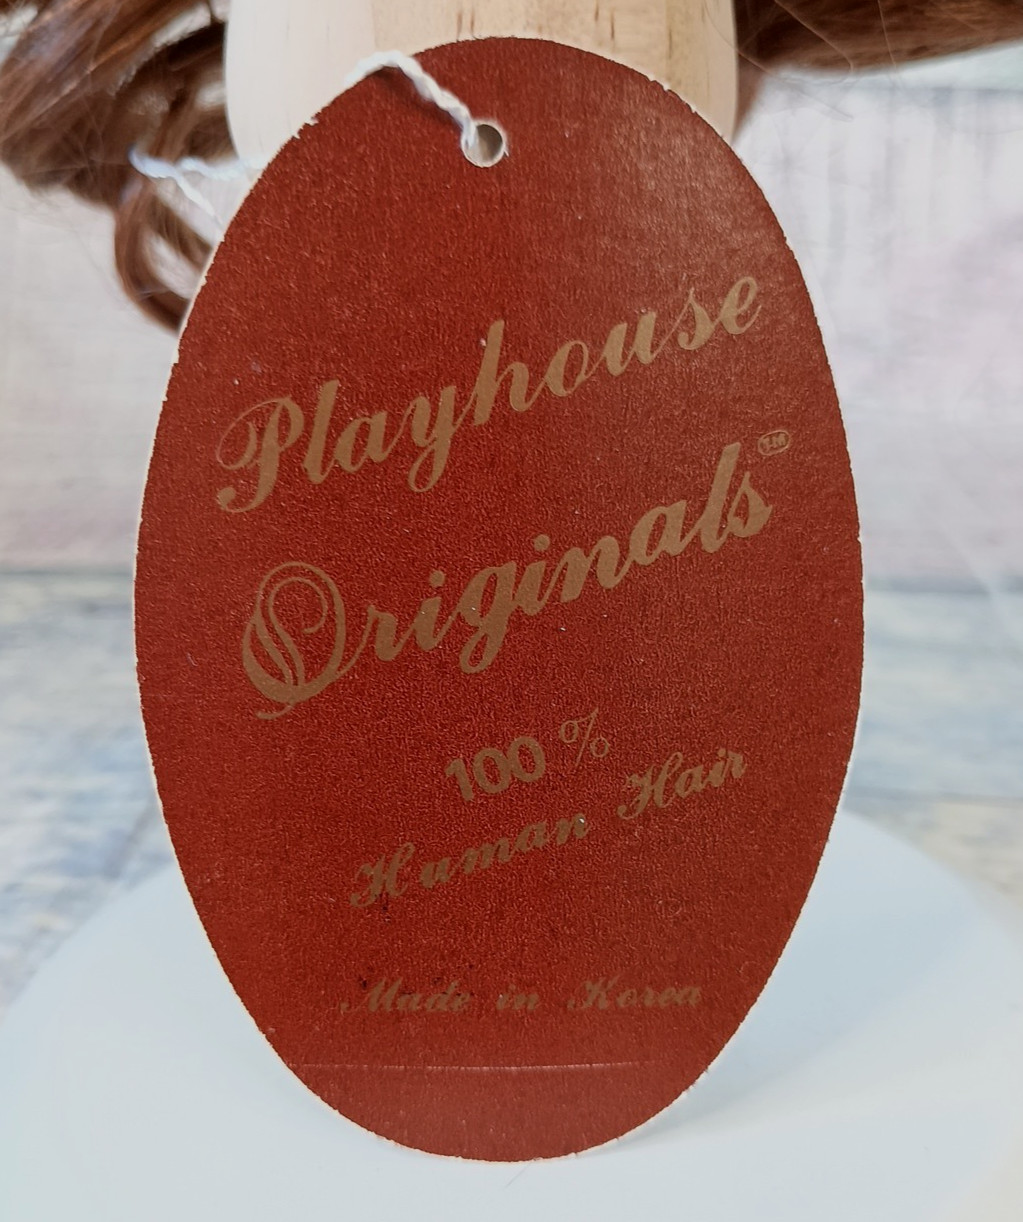 Playhouse
Originals™
100 %
Human Hair
Made in Korea